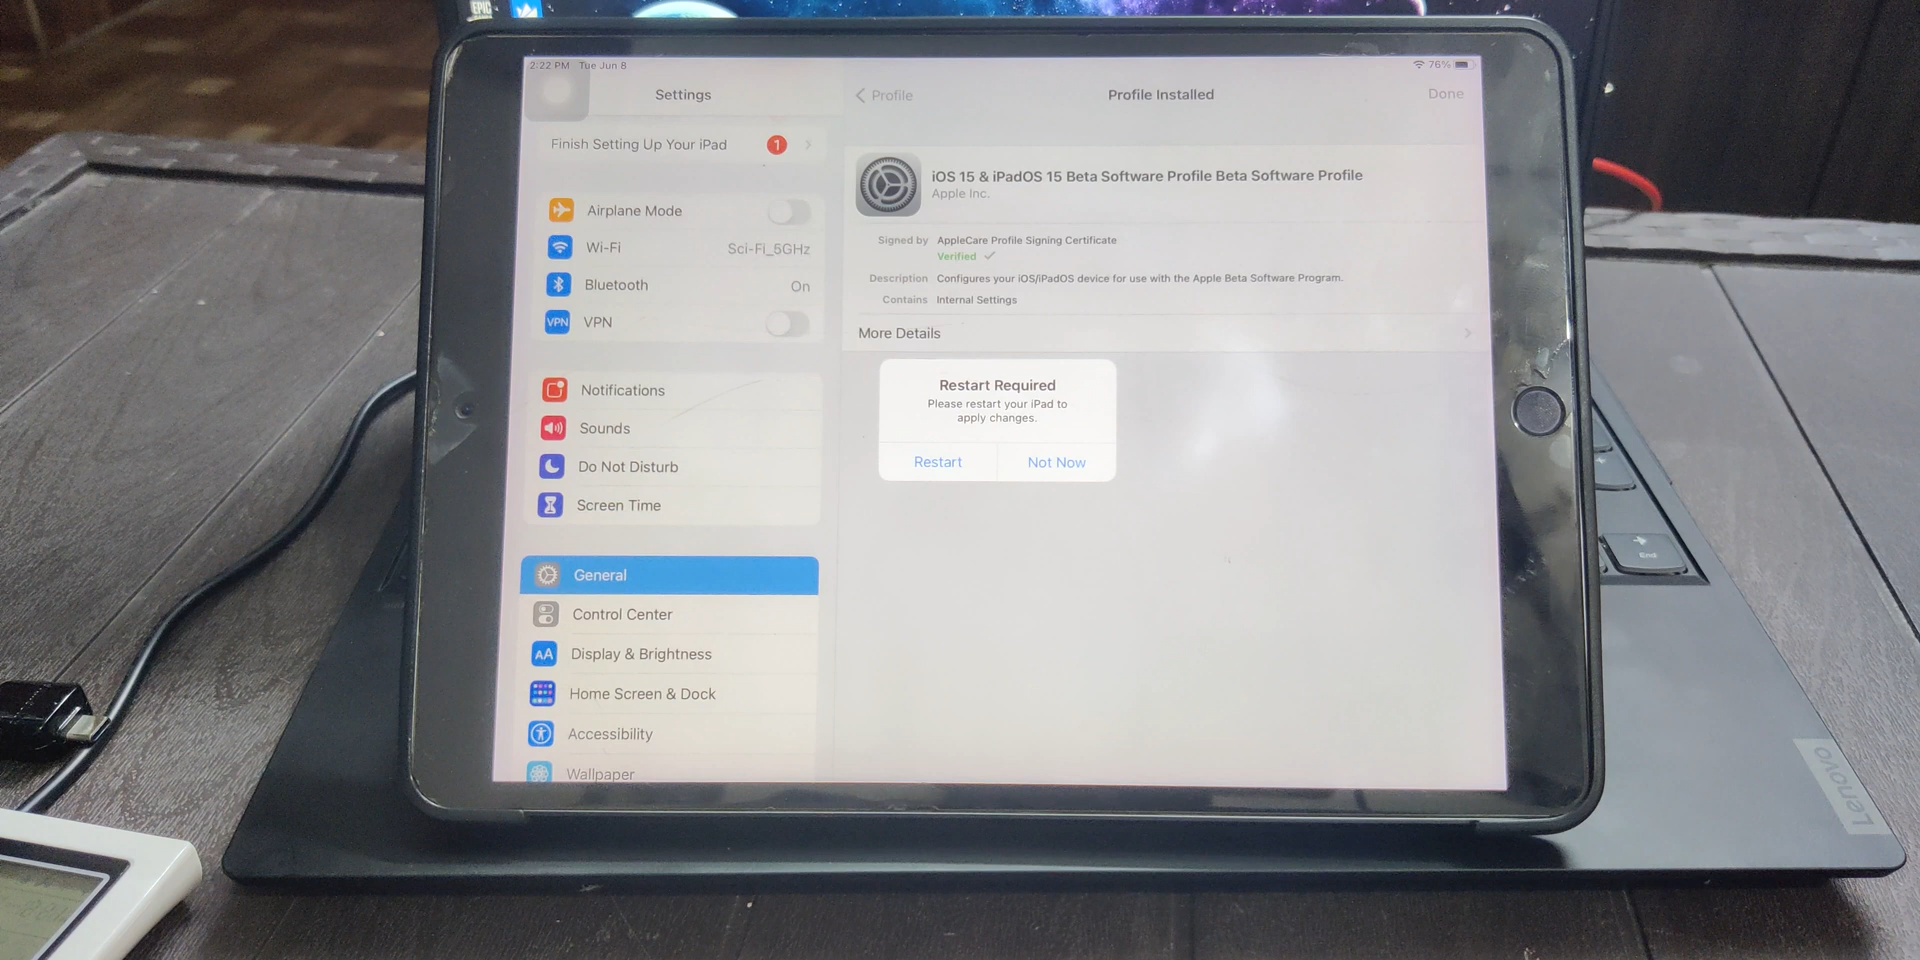 EPIC
2:22 PM Tue Jun 8
76%
Settings
Finish Setting Up Your iPad 1
Airplane Mode
Wi-Fi Sci-Fi_5GHz
Bluetooth On
VPN VPN
Notifications
Sounds
Do Not Disturb
Screen Time
General
Control Center
AA Display & Brightness
Home Screen & Dock
Accessibility
Wallpaper
Profile
Profile Installed
Done
iOS 15 & iPadOS 15 Beta Software Profile Beta Software Profile
Apple Inc.
Signed by AppleCare Profile Signing Certificate
Verified
Description Configures your iOS/iPadOS device for use with the Apple Beta Software Program.
Contains Internal Settings
More Details
Restart Required
Please restart your iPad to
apply changes.
Restart Not Now
End
Lenovo